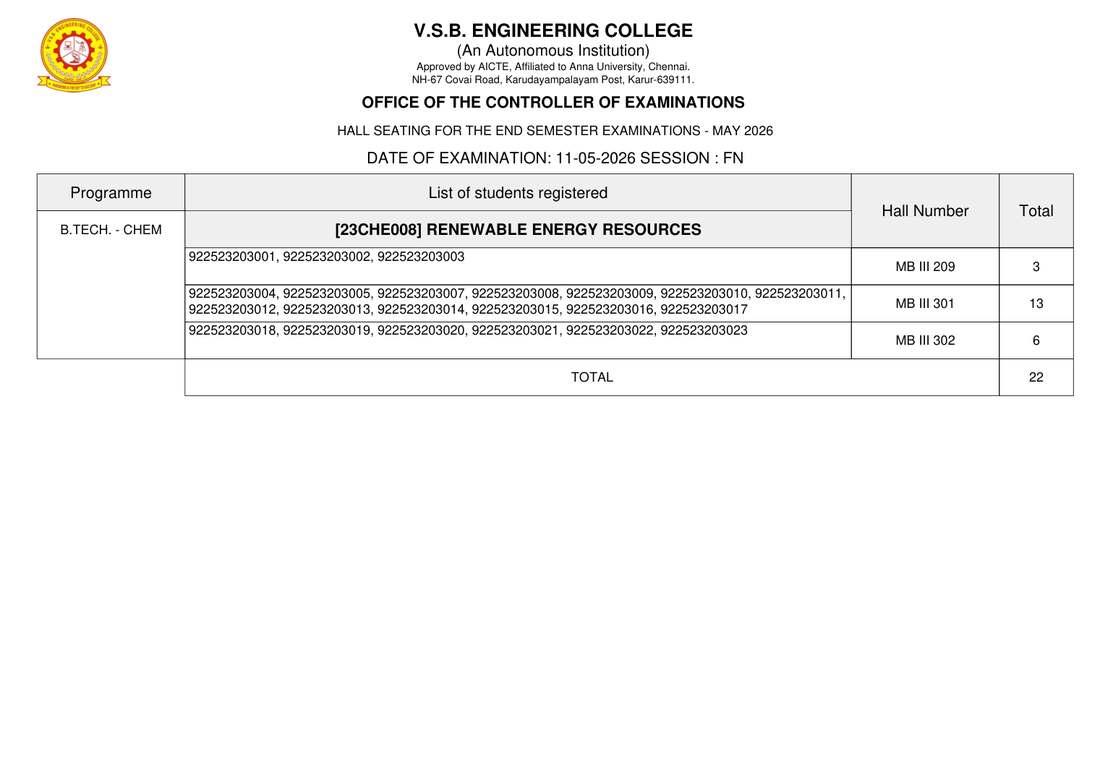 V.S.B. ENGINEERING COLLEGE
(An Autonomous Institution)
Approved by AICTE, Affiliated to Anna University, Chennai.
NH-67 Covai Road, Karudayampalayam Post, Karur-639111.
OFFICE OF THE CONTROLLER OF EXAMINATIONS
HALL SEATING FOR THE END SEMESTER EXAMINATIONS - MAY 2026
DATE OF EXAMINATION: 11-05-2026 SESSION : FN
Programme List of students registered Hall Number Total
B.TECH. - CHEM [23CHE008] RENEWABLE ENERGY RESOURCES
922523203001, 922523203002, 922523203003 MB III 209 3
922523203004, 922523203005, 922523203007, 922523203008, 922523203009, 922523203010, 922523203011,
922523203012, 922523203013, 922523203014, 922523203015, 922523203016, 922523203017 MB III 301 13
922523203018, 922523203019, 922523203020, 922523203021, 922523203022, 922523203023 MB III 302 6
TOTAL 22